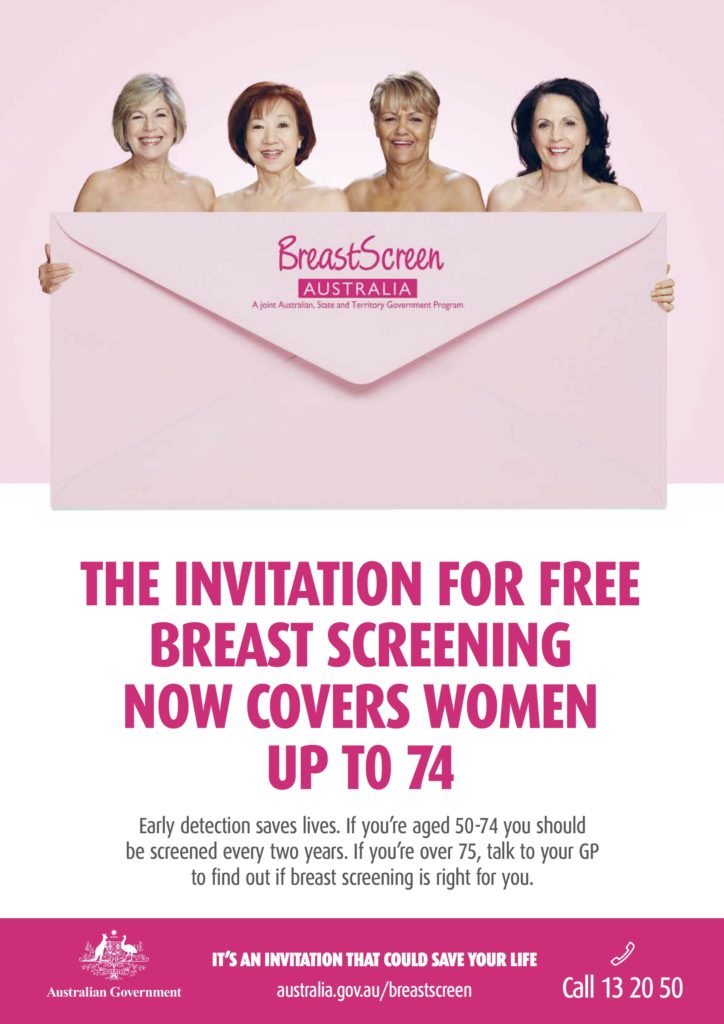 BreastScreen
AUSTRALIA
A joint Australian, State and Territory Government Program
THE INVITATION FOR FREE
BREAST SCREENING
NOW COVERS WOMEN
UP TO 74
Early detection saves lives. If you’re aged 50-74 you should
be screened every two years. If you’re over 75, talk to your GP
to find out if breast screening is right for you.
Australian Government
IT’S AN INVITATION THAT COULD SAVE YOUR LIFE
australia.gov.au/breastscreen
Call 13 20 50